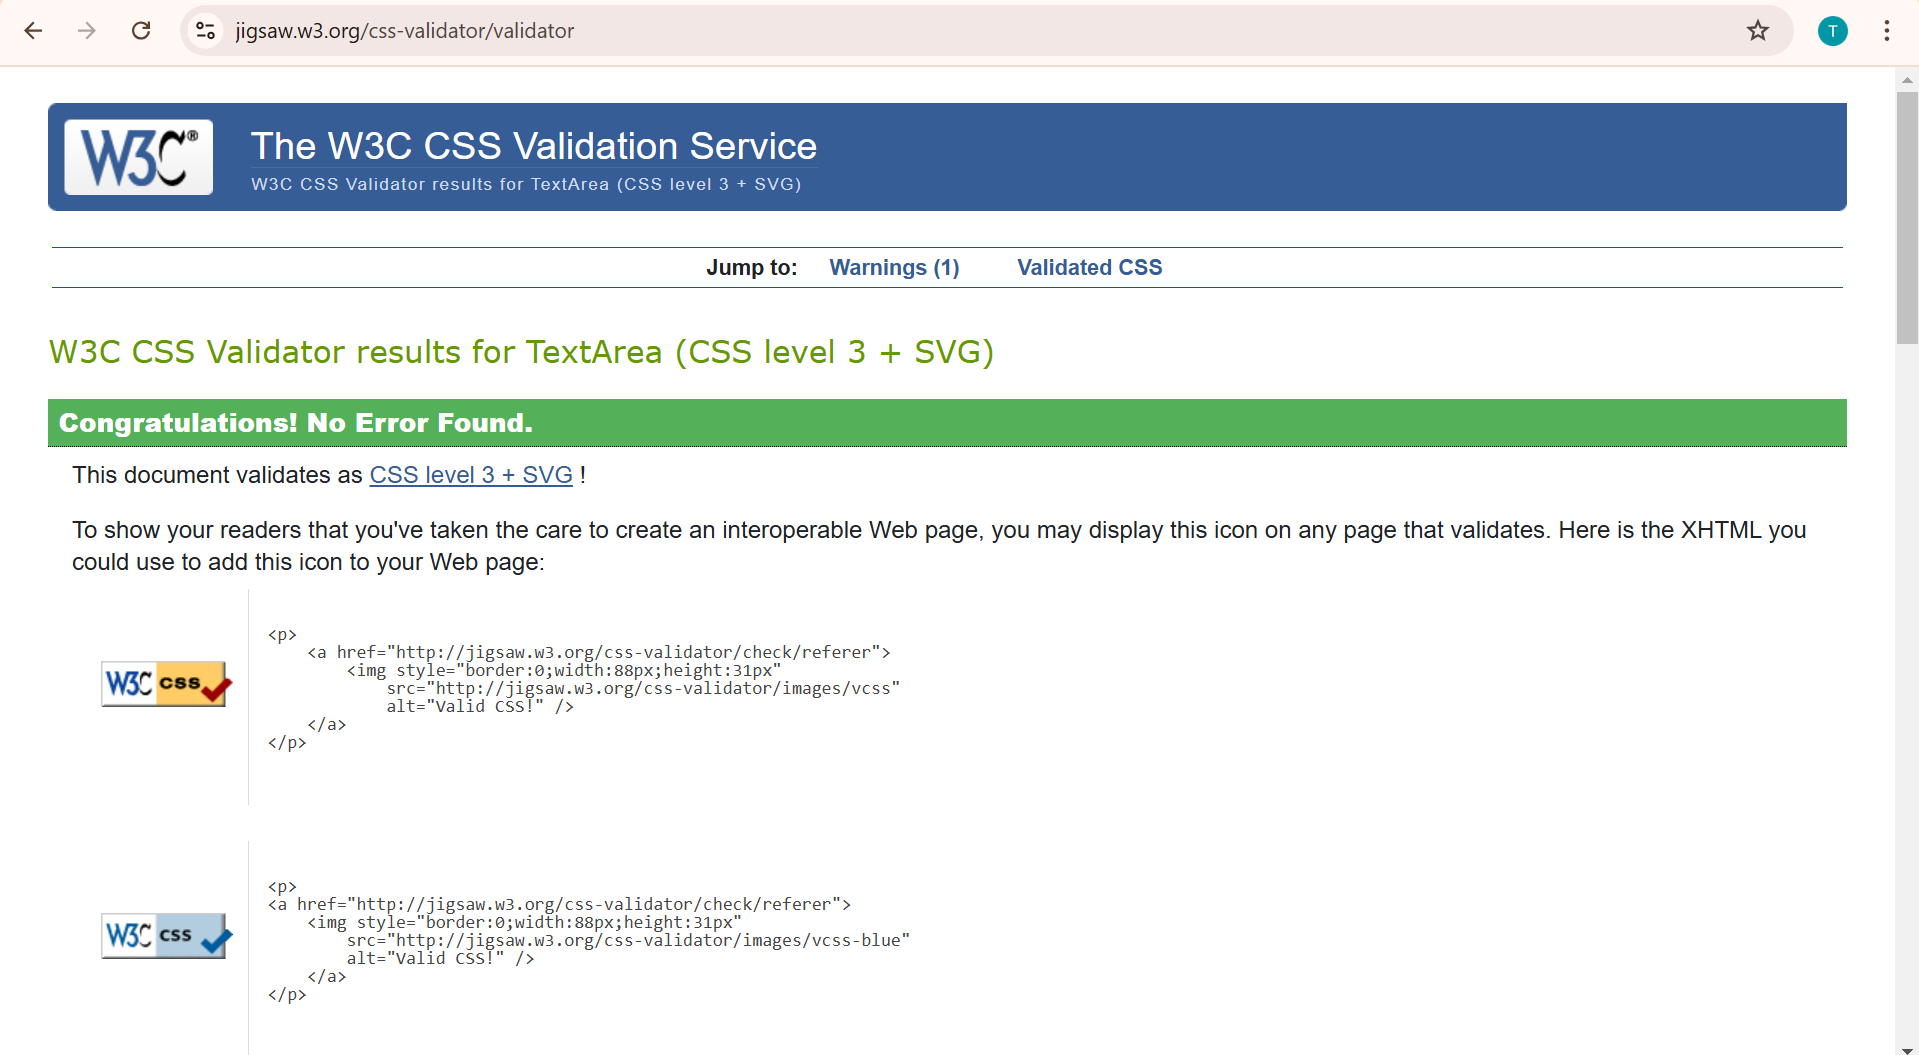 jigsaw.w3.org/css-validator/validator
T
W3C®
The W3C CSS Validation Service
W3C CSS Validator results for TextArea (CSS level 3 + SVG)
Jump to: Warnings (1) Validated CSS
W3C CSS Validator results for TextArea (CSS level 3 + SVG)
Congratulations! No Error Found.
This document validates as CSS level 3 + SVG !
To show your readers that you've taken the care to create an interoperable Web page, you may display this icon on any page that validates. Here is the XHTML you
could use to add this icon to your Web page:
W3C css
<p>
    <a href="http://jigsaw.w3.org/css-validator/check/referer">
        <img style="border:0;width:88px;height:31px"
            src="http://jigsaw.w3.org/css-validator/images/vcss"
            alt="Valid CSS!" />
    </a>
</p>
W3C css
<p>
<a href="http://jigsaw.w3.org/css-validator/check/referer">
    <img style="border:0;width:88px;height:31px"
        src="http://jigsaw.w3.org/css-validator/images/vcss-blue"
        alt="Valid CSS!" />
    </a>
</p>